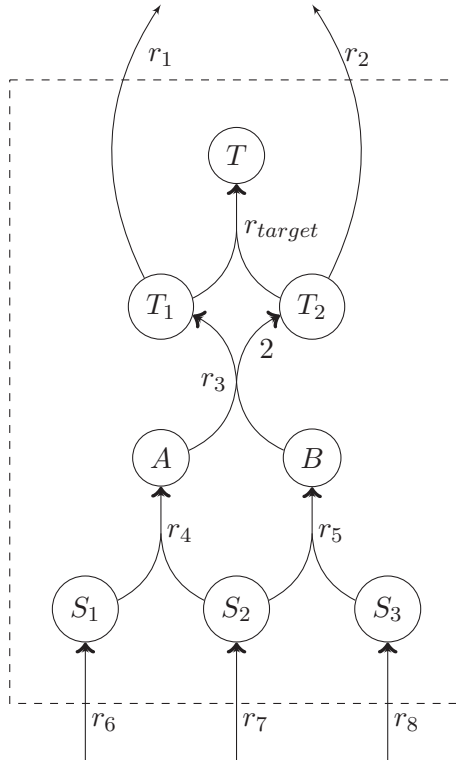 r1 r2
T
rtarget
T1 T2
2
r3
A B
r4 r5
S1 S2 S3
r6 r7 r8